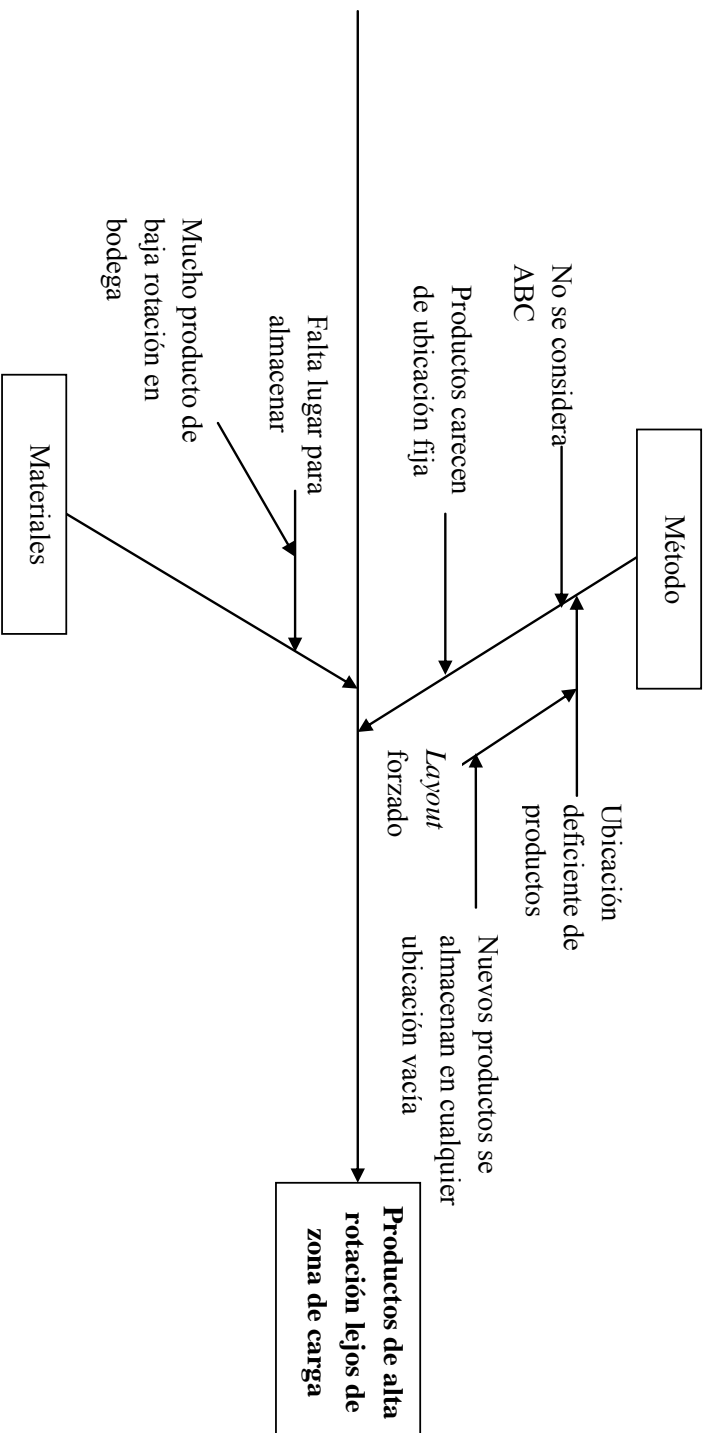 Método
No se considera
ABC
Ubicación
deficiente de
productos
Productos carecen
de ubicación fija
Layout
forzado
Nuevos productos se
almacenan en cualquier
ubicación vacía
Productos de alta
rotación lejos de
zona de carga
Falta lugar para
almacenar
Mucho producto de
baja rotación en
bodega
Materiales